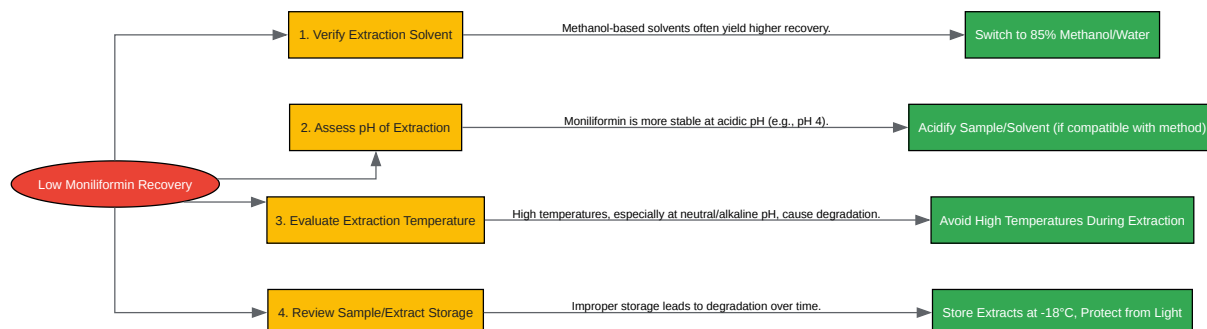 1. Verify Extraction Solvent
Methanol-based solvents often yield higher recovery.
Switch to 85% Methanol/Water
2. Assess pH of Extraction
Moniliformin is more stable at acidic pH (e.g., pH 4).
Acidify Sample/Solvent (if compatible with method)
Low Moniliformin Recovery
3. Evaluate Extraction Temperature
High temperatures, especially at neutral/alkaline pH, cause degradation.
Avoid High Temperatures During Extraction
4. Review Sample/Extract Storage
Improper storage leads to degradation over time.
Store Extracts at -18°C, Protect from Light